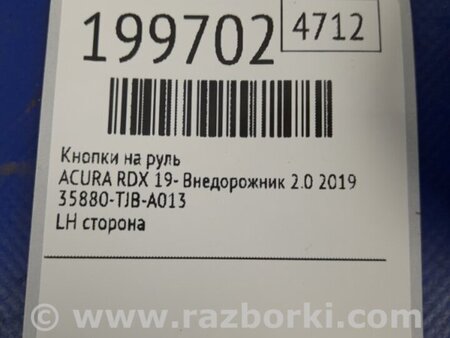 199702 4712
Кнопки на руль
ACURA RDX 19- Внедорожник 2.0 2019
35880-TJB-A013
LH сторона
© www.razborki.com